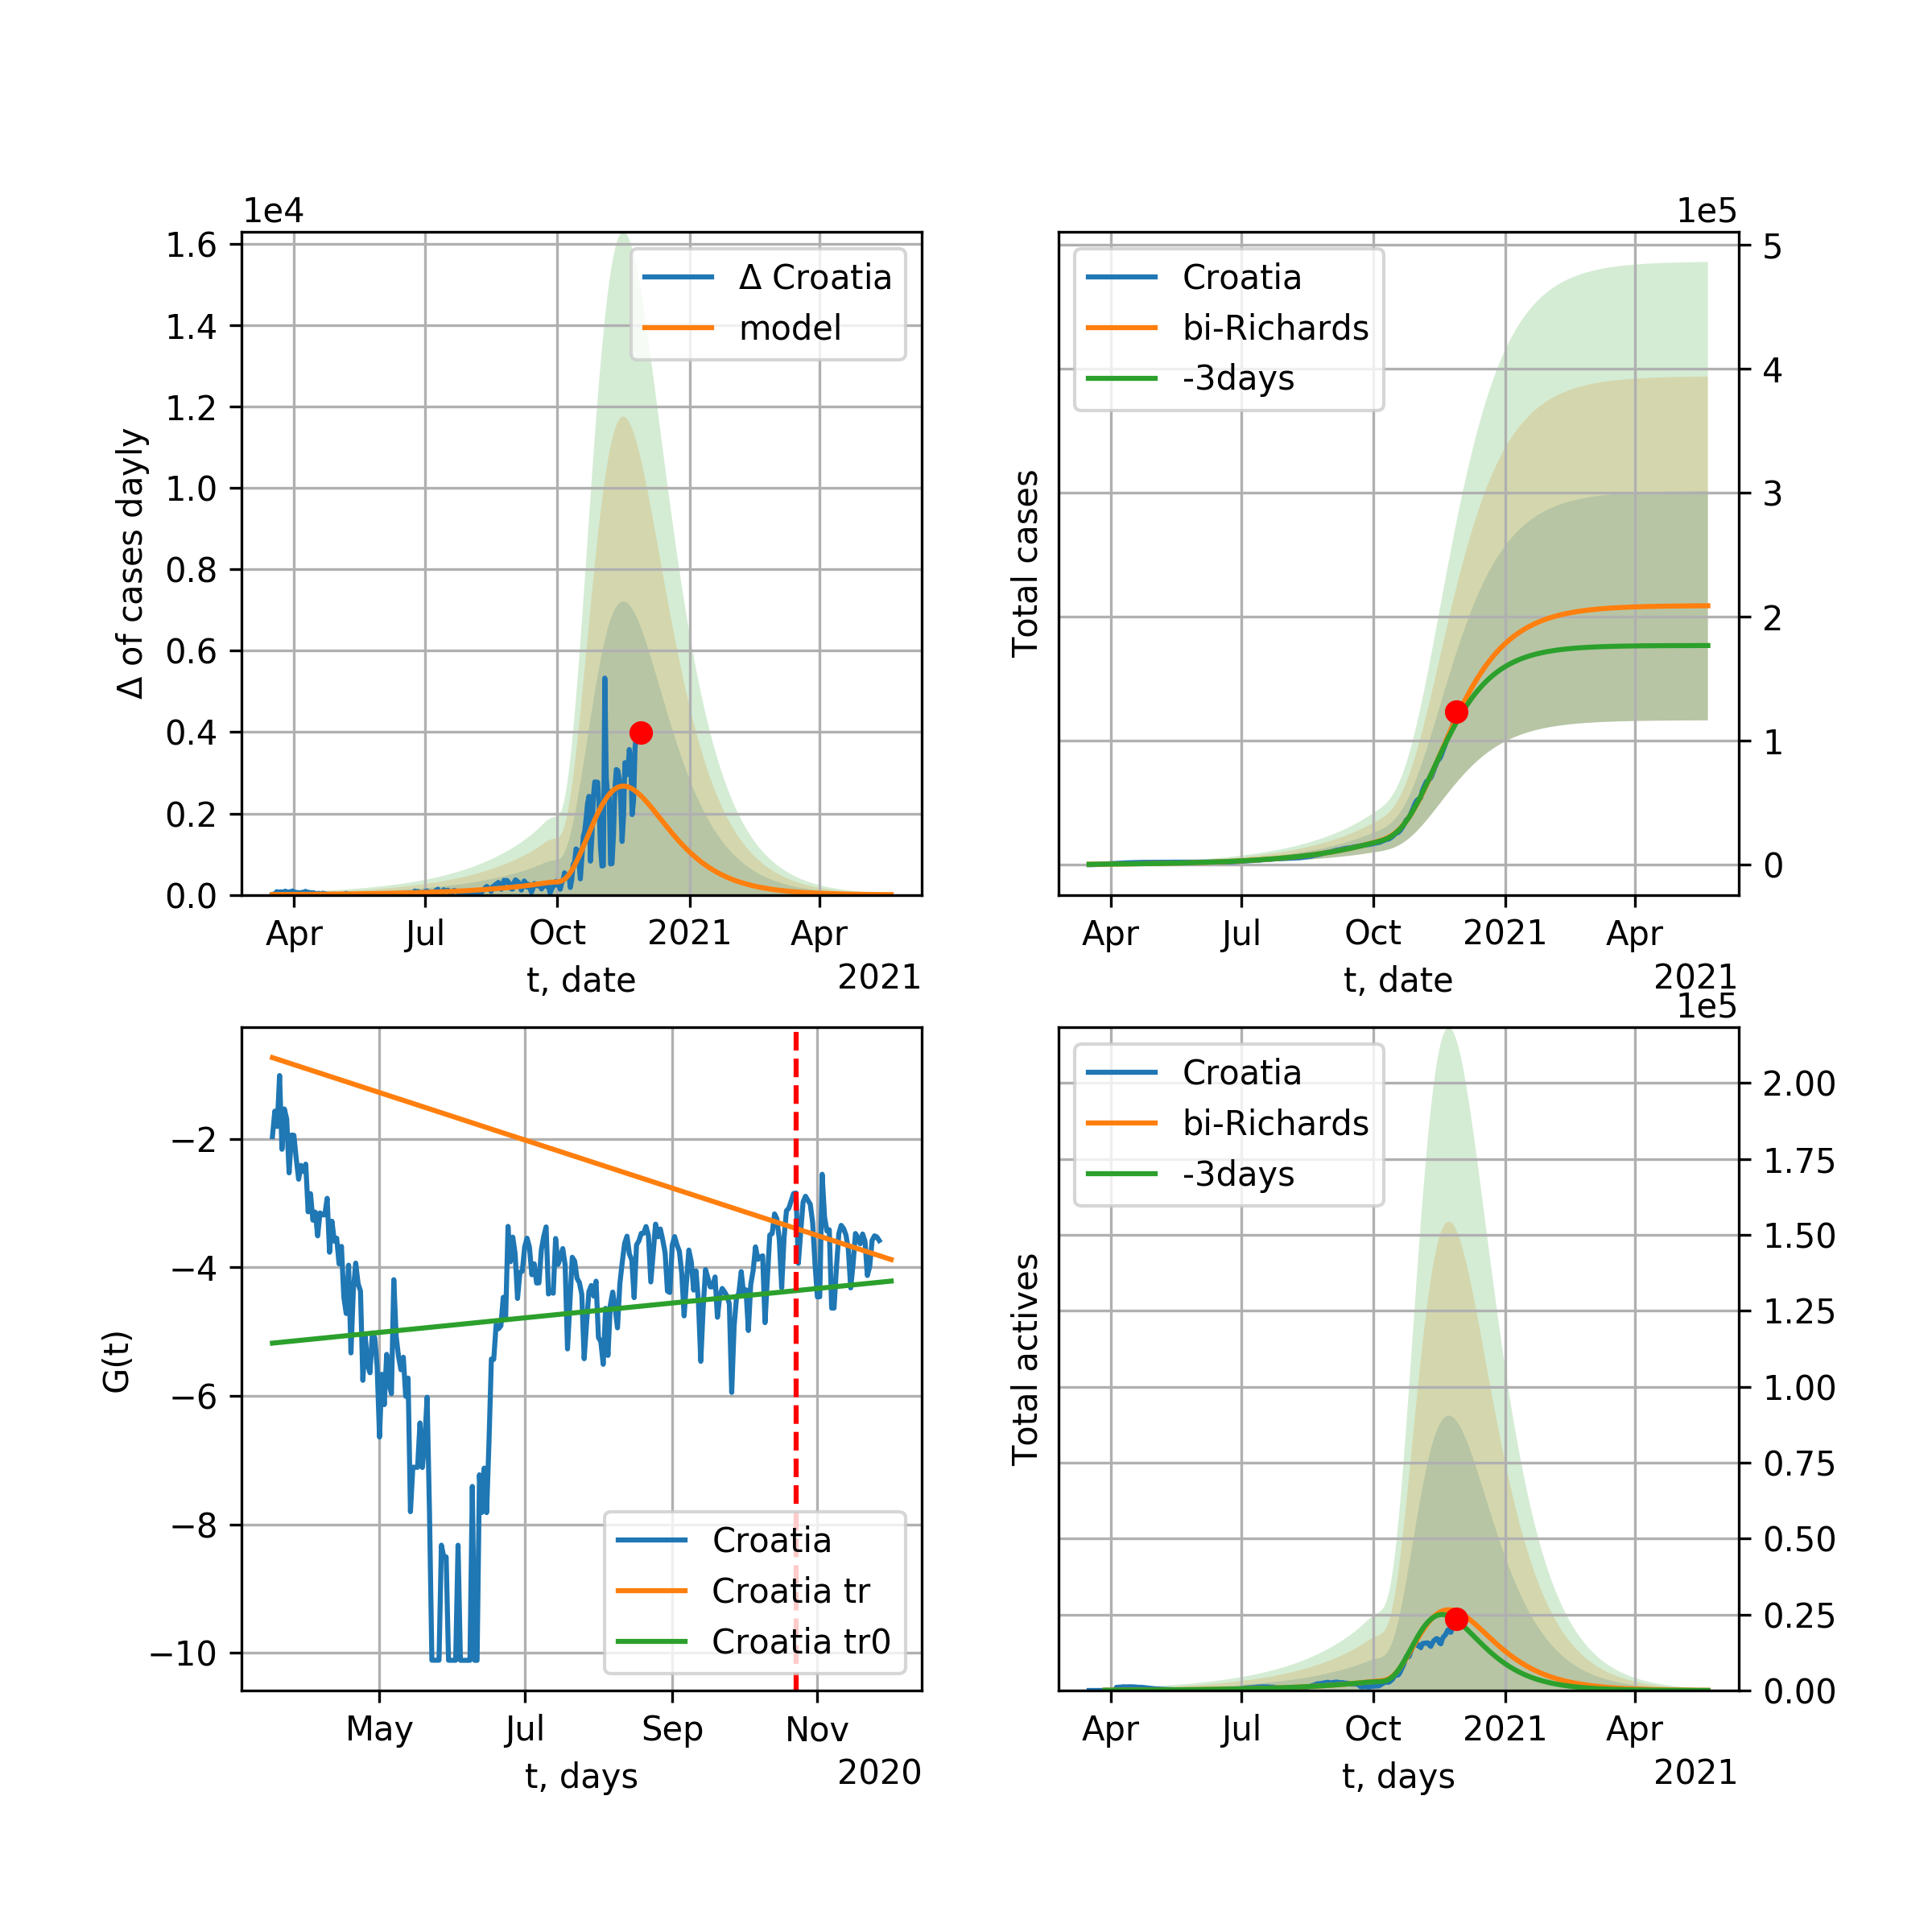 1e4
1.6
1.4
1.2
1.0
0.8
0.6
0.4
0.2
0.0
Δ of cases dayly
Δ Croatia
model
Apr
Jul
Oct
2021
Apr
t, date
2021
1e5
5
4
3
2
1
0
Total cases
Croatia
bi-Richards
-3days
Apr
Jul
Oct
2021
Apr
t, date
2021
−2
−4
−6
−8
−10
G(t)
Croatia
Croatia tr
Croatia tr0
May
Jul
Sep
Nov
t, days
2020
1e5
2.00
1.75
1.50
1.25
1.00
0.75
0.50
0.25
0.00
Total actives
Croatia
bi-Richards
-3days
Apr
Jul
Oct
2021
Apr
t, days
2021